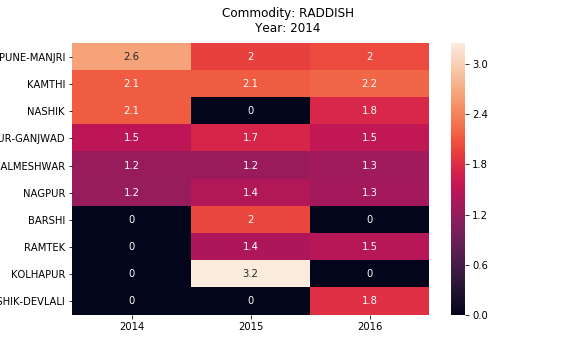 Commodity: RADDISH
Year: 2014
PUNE-MANJRI 2.6 2 2
KAMTHI 2.1 2.1 2.2
NASHIK 2.1 0 1.8
UR-GANJWAD 1.5 1.7 1.5
ALMESHWAR 1.2 1.2 1.3
NAGPUR 1.2 1.4 1.3
BARSHI 0 2 0
RAMTEK 0 1.4 1.5
KOLHAPUR 0 3.2 0
SHIK-DEVLALI 0 0 1.8
2014 2015 2016
3.0
2.4
1.8
1.2
0.6
0.0